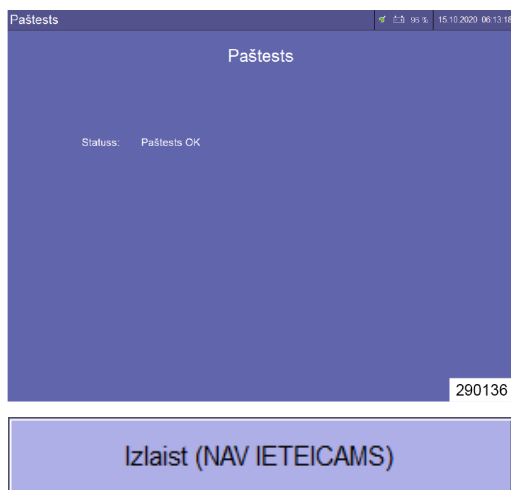 Paštests 96 % 15.10.2020 06:13:18
Paštests
Statuss: Paštests OK
290136
Izlaist (NAV IETEICAMS)